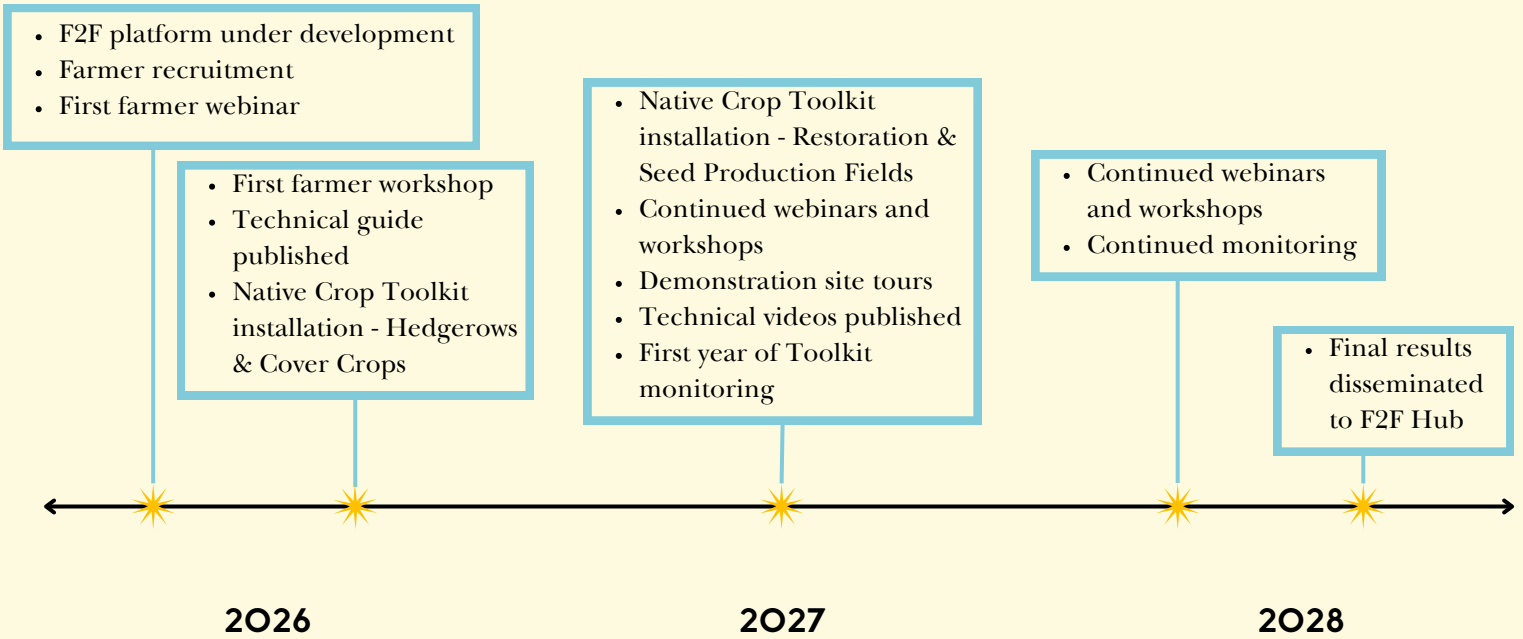 • F2F platform under development
• Farmer recruitment
• First farmer webinar
• First farmer workshop
• Technical guide
published
• Native Crop Toolkit
installation - Hedgerows
& Cover Crops
• Native Crop Toolkit
installation - Restoration &
Seed Production Fields
• Continued webinars and
workshops
• Demonstration site tours
• Technical videos published
• First year of Toolkit
monitoring
• Continued webinars
and workshops
• Continued monitoring
• Final results
disseminated
to F2F Hub
2026
2027
2028